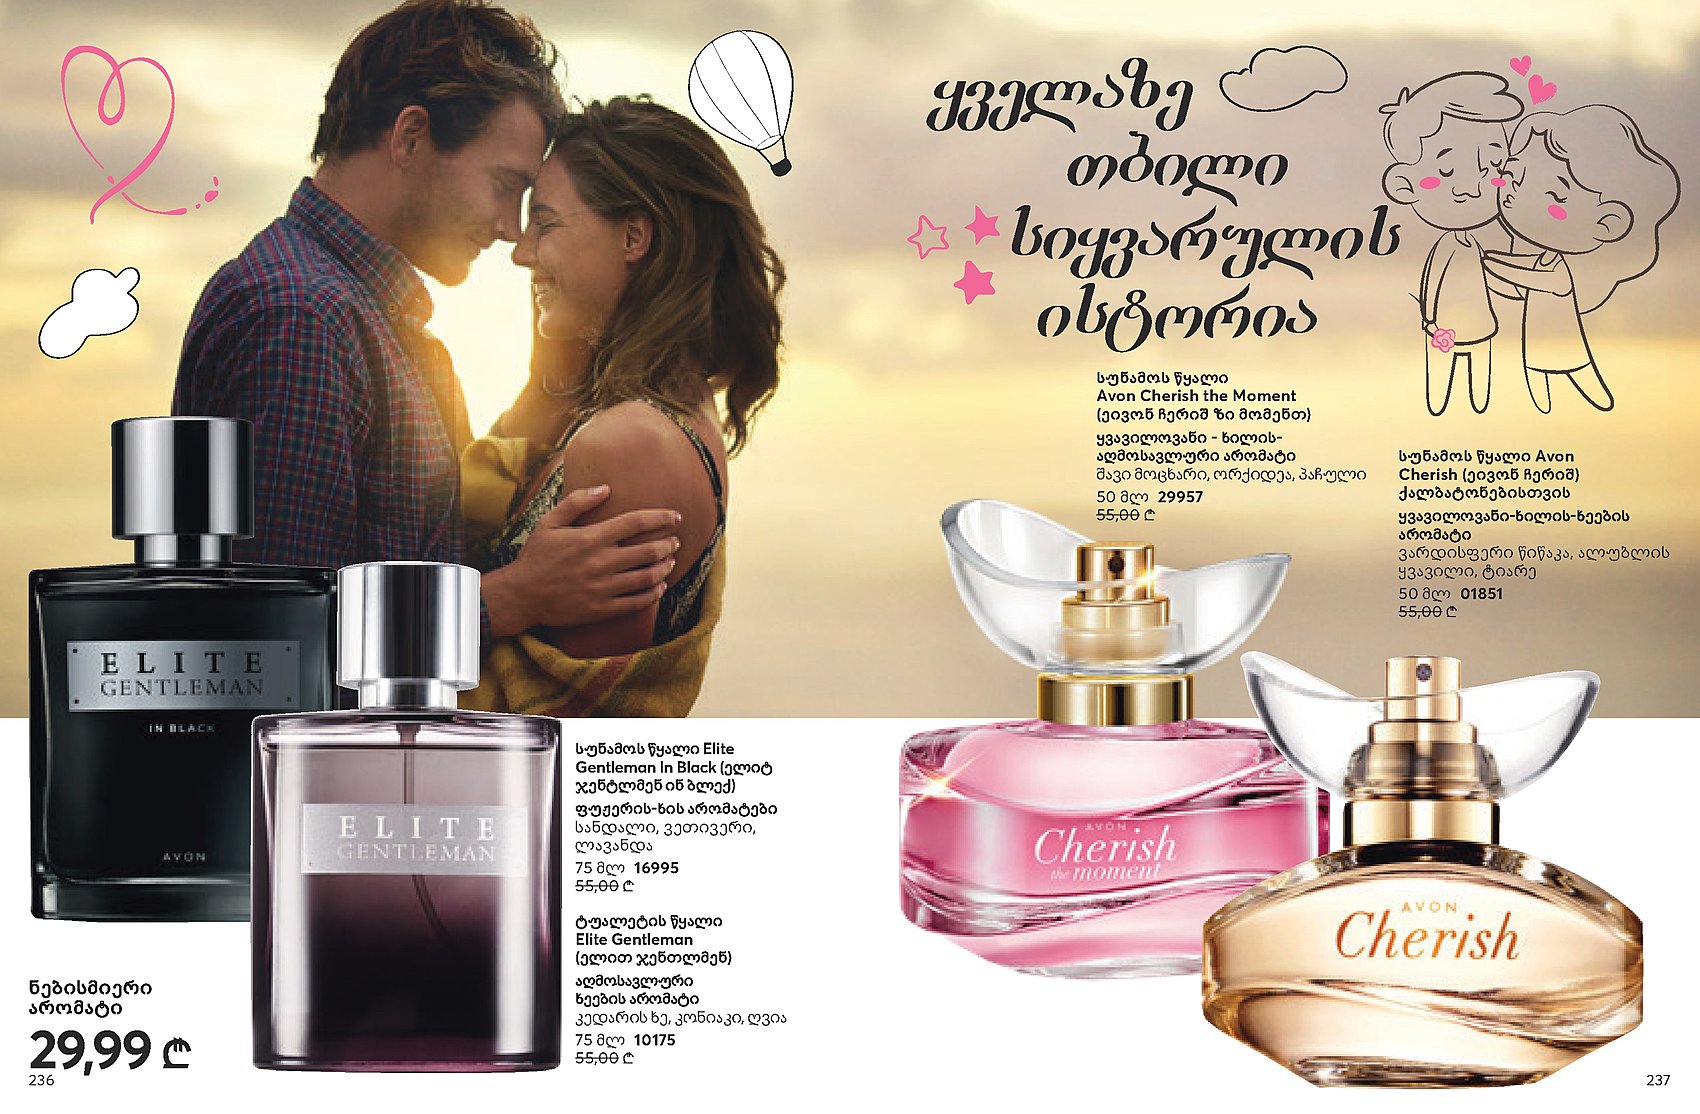 ELITE
GENTLEMAN
IN BLACK
AVON
ELITE
GENTLEMAN
სუნამოს წყალი Elite
Gentleman In Black (ელიტ
ჯენტლმენ ინ ბლექ)
ფუჟერის-ხის არომატები
სანდალი, ვეთივერი,
ლავანდა
75 მლ 16995
55,00 ₾
ტუალეტის წყალი
Elite Gentleman
(ელით ჯენთლმენ)
აღმოსავლური
ხეების არომატი
კედარის ხე, კონიაკი, ღვია
75 მლ 10175
55,00 ₾
ნებისმიერი
არომატი
29,99 ₾
236
ყველაზე
თბილი
სიყვარულის
ისტორია
სუნამოს წყალი
Avon Cherish the Moment
(ეივონ ჩერიშ ზი მომენთ)
ყვავილოვანი - ხილის-
აღმოსავლური არომატი
შავი მოცხარი, ორქიდეა, პაჩული
50 მლ 29957
55,00 ₾
სუნამოს წყალი Avon
Cherish (ეივონ ჩერიშ)
ქალბატონებისთვის
ყვავილოვანი-ხილის-ხეების
არომატი
ვარდისფერი წიწაკა, ალუბლის
ყვავილი, ტიარე
50 მლ 01851
55,00 ₾
AVON
Cherish
the moment
AVON
Cherish
237